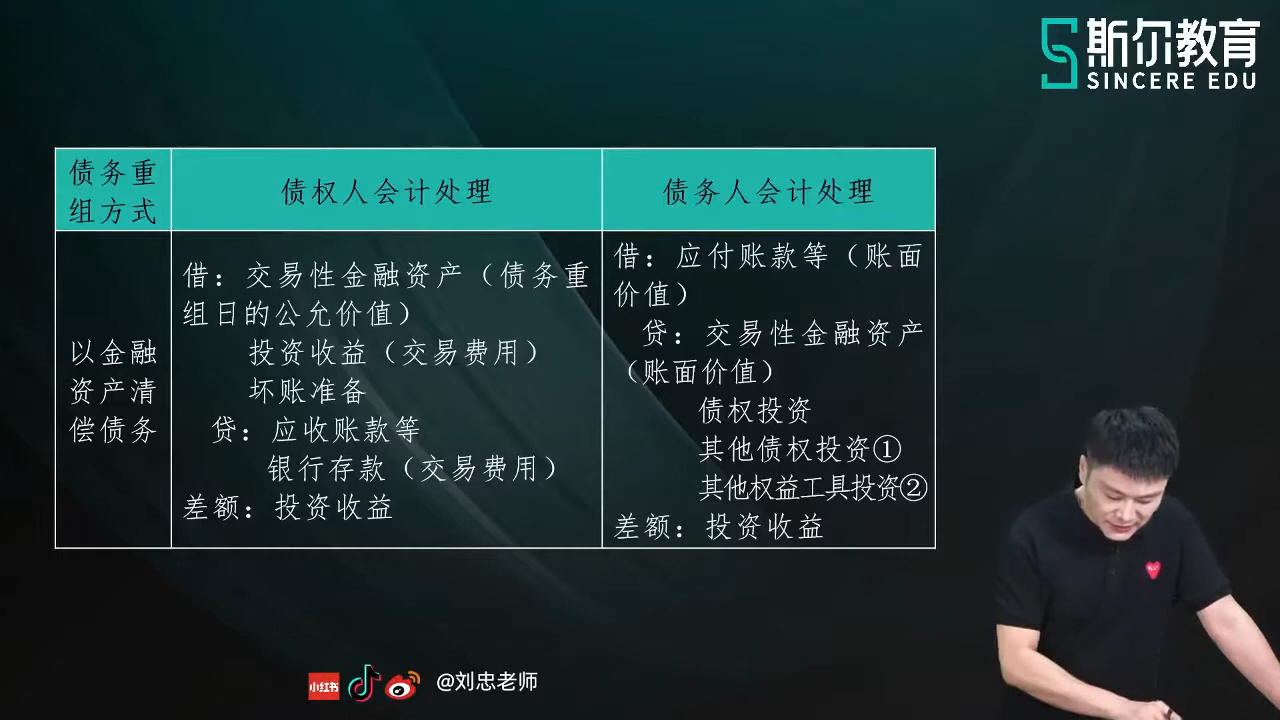 斯尔教育
SINCERE EDU
债务重
组方式
债权人会计处理
债务人会计处理
以金融
资产清
偿债务
借：交易性金融资产（债务重
组日的公允价值）
投资收益（交易费用）
坏账准备
贷：应收账款等
银行存款（交易费用）
差额：投资收益
借：应付账款等（账面
价值）
贷：交易性金融资产
（账面价值）
债权投资
其他债权投资①
其他权益工具投资②
差额：投资收益
小红书
@刘忠老师